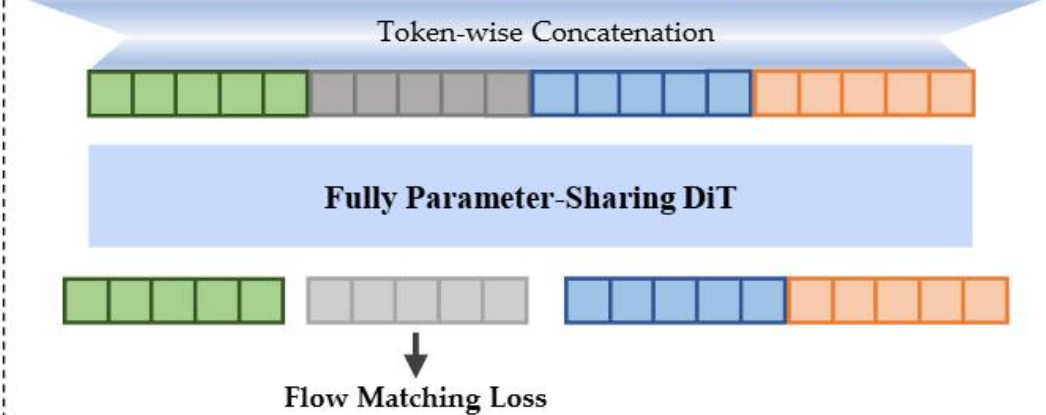 Token-wise Concatenation
Fully Parameter-Sharing DiT
Flow Matching Loss